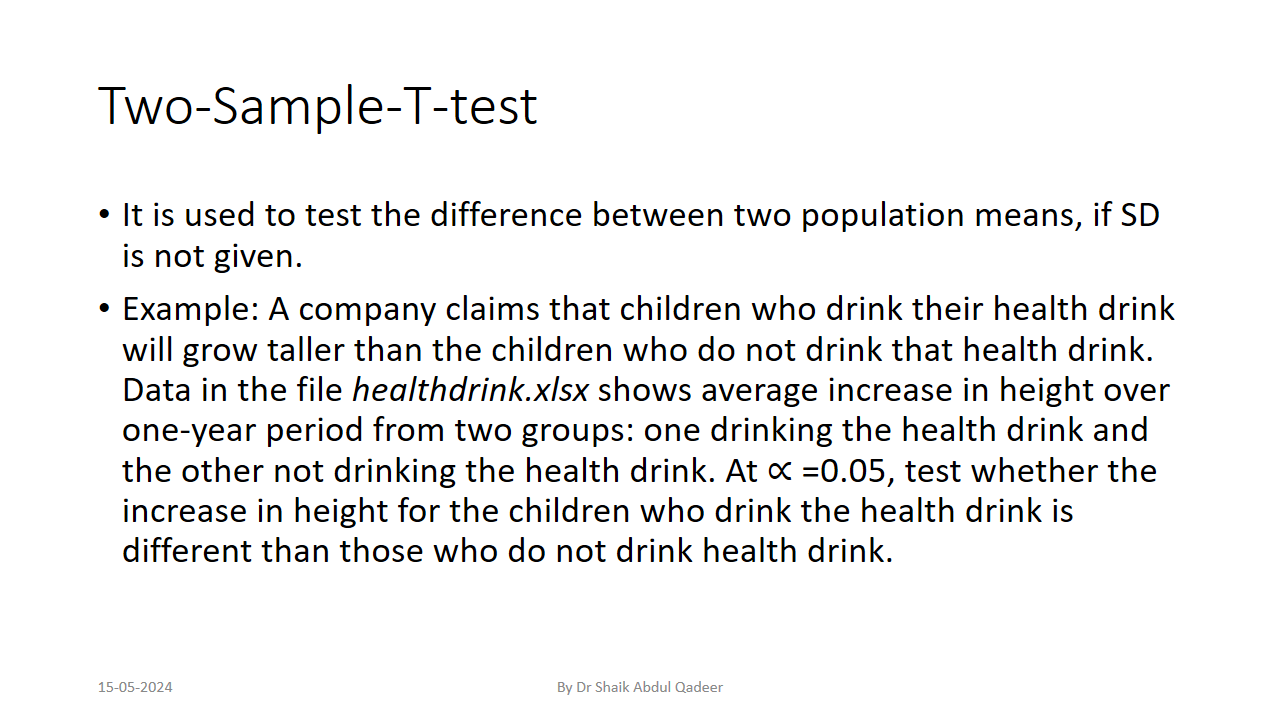 Two-Sample-T-test
• It is used to test the difference between two population means, if SD
is not given.
• Example: A company claims that children who drink their health drink
will grow taller than the children who do not drink that health drink.
Data in the file healthdrink.xlsx shows average increase in height over
one-year period from two groups: one drinking the health drink and
the other not drinking the health drink. At ∝ =0.05, test whether the
increase in height for the children who drink the health drink is
different than those who do not drink health drink.
15-05-2024
By Dr Shaik Abdul Qadeer